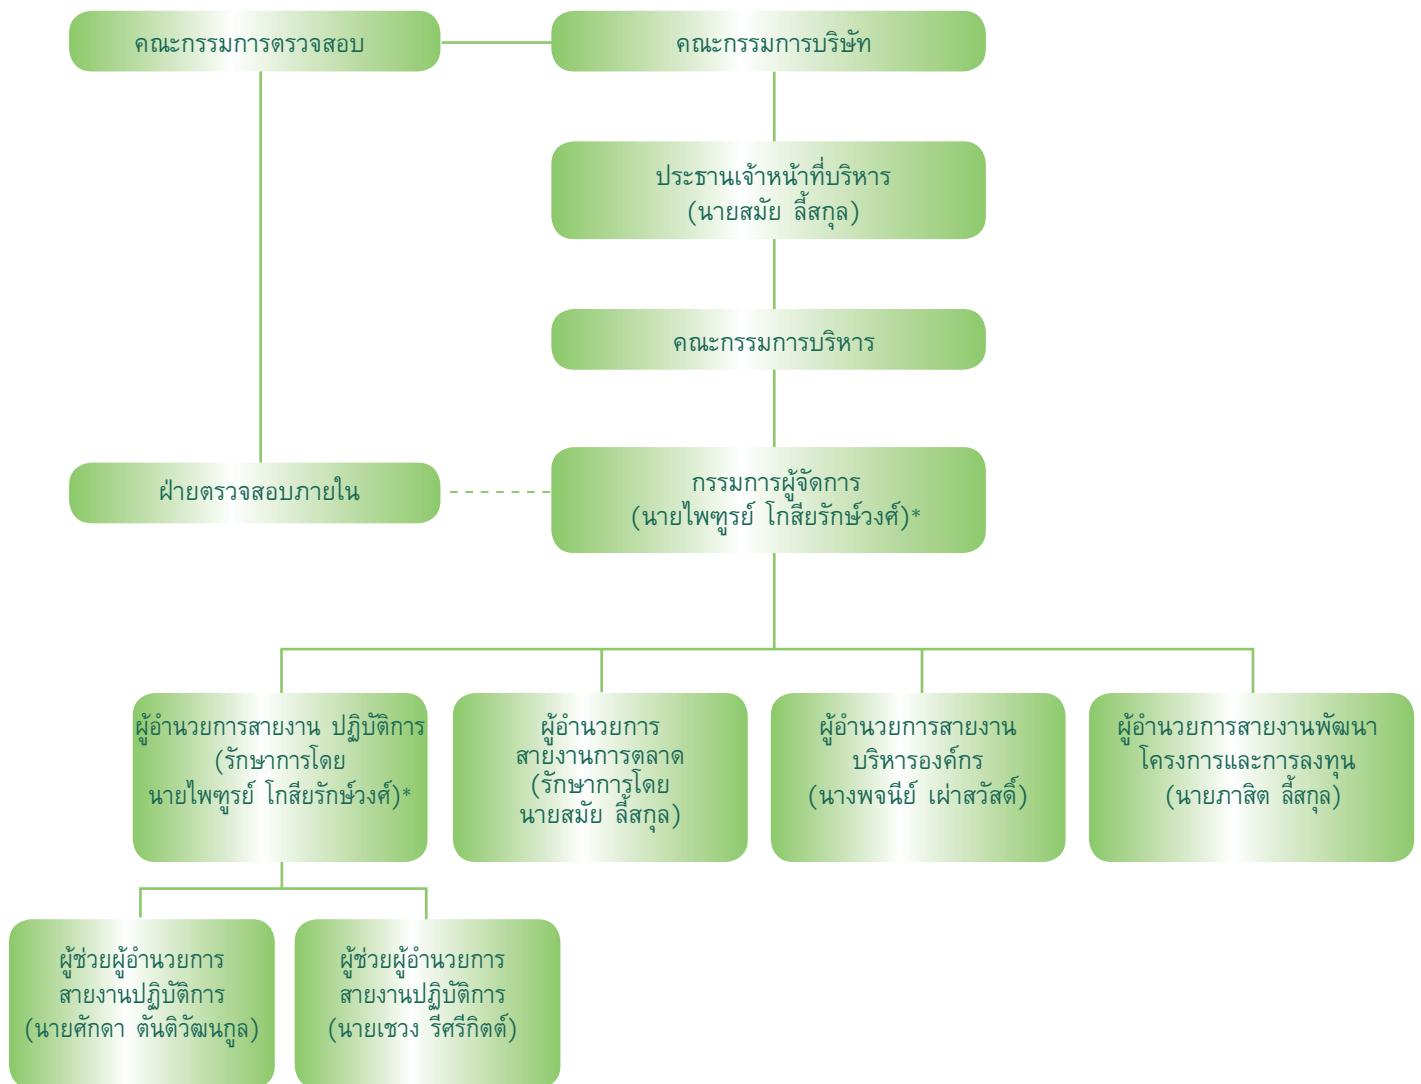 คณะกรรมการตรวจสอบ
คณะกรรมการบริษัท
ประธานเจ้าหน้าที่บริหาร
(นายสมัย ลี้สกุล)
คณะกรรมการบริหาร
ฝ่ายตรวจสอบภายใน
กรรมการผู้จัดการ
(นายไพฑูรย์ โกสียรักษ์วงศ์)*
ผู้อำนวยการสายงาน ปฏิบัติการ
(รักษาการโดย
นายไพฑูรย์ โกสียรักษ์วงศ์)*
ผู้อำนวยการ
สายงานการตลาด
(รักษาการโดย
นายสมัย ลี้สกุล)
ผู้อำนวยการสายงาน
บริหารองค์กร
(นางพจนีย์ เผ่าสวัสดิ์)
ผู้อำนวยการสายงานพัฒนา
โครงการและการลงทุน
(นายภาสิต ลี้สกุล)
ผู้ช่วยผู้อำนวยการ
สายงานปฏิบัติการ
(นายศักดา ตันติวัฒนกูล)
ผู้ช่วยผู้อำนวยการ
สายงานปฏิบัติการ
(นายเชวง รีศรีกิตต์)